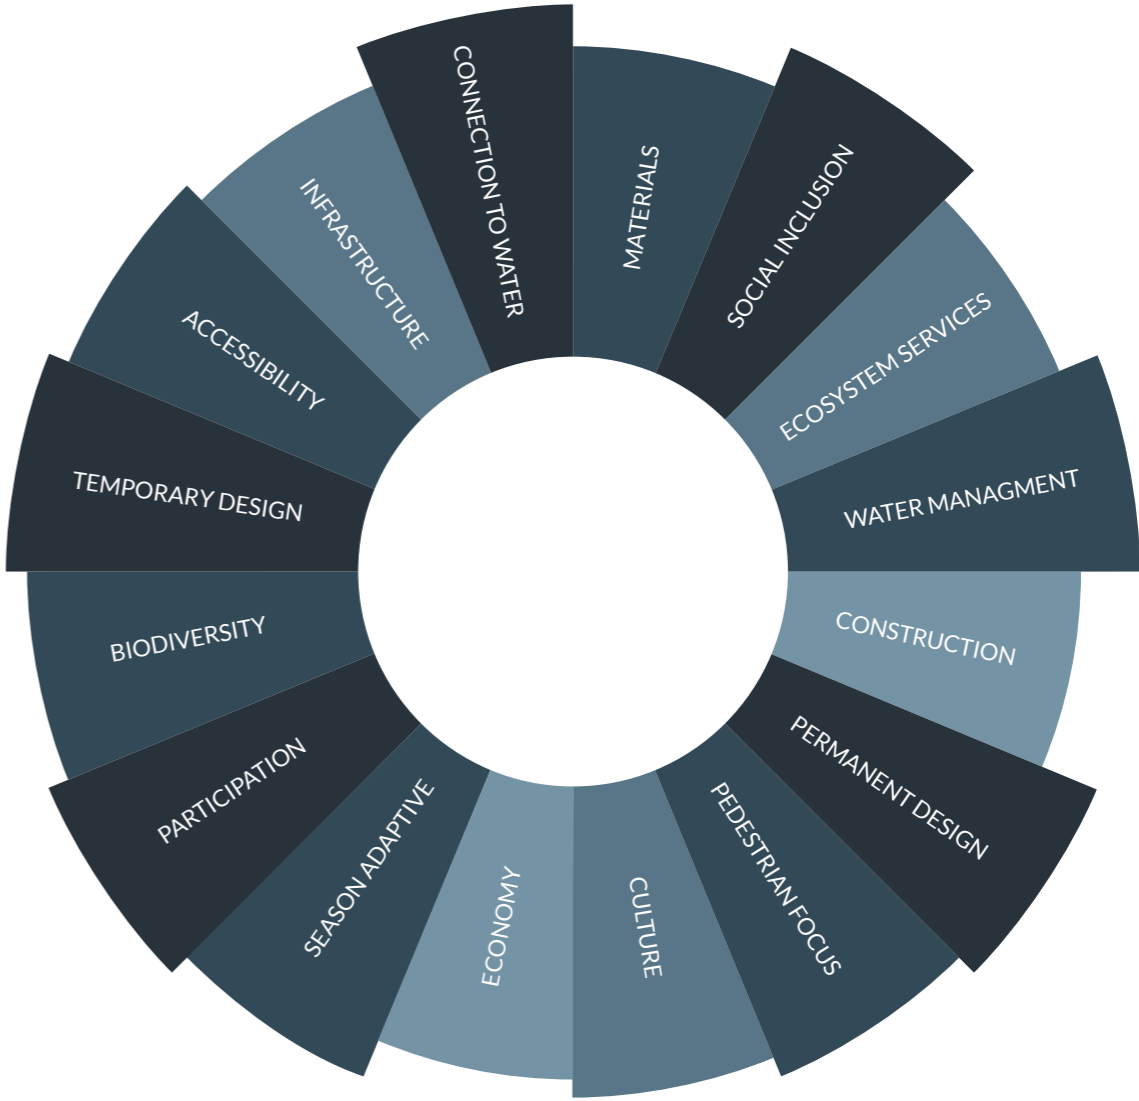 CONNECTION TO WATER
MATERIALS
SOCIAL INCLUSION
ECOSYSTEM SERVICES
WATER MANAGMENT
CONSTRUCTION
PERMANENT DESIGN
PEDESTRIAN FOCUS
CULTURE
ECONOMY
SEASON ADAPTIVE
PARTICIPATION
BIODIVERSITY
TEMPORARY DESIGN
ACCESSIBILITY
INFRASTRUCTURE